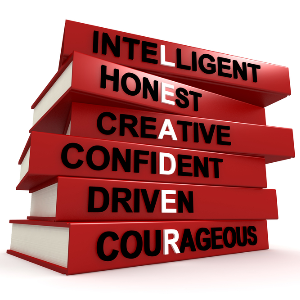 INTELLIGENT
HONEST
CREATIVE
CONFIDENT
DRIVEN
COURAGEOUS